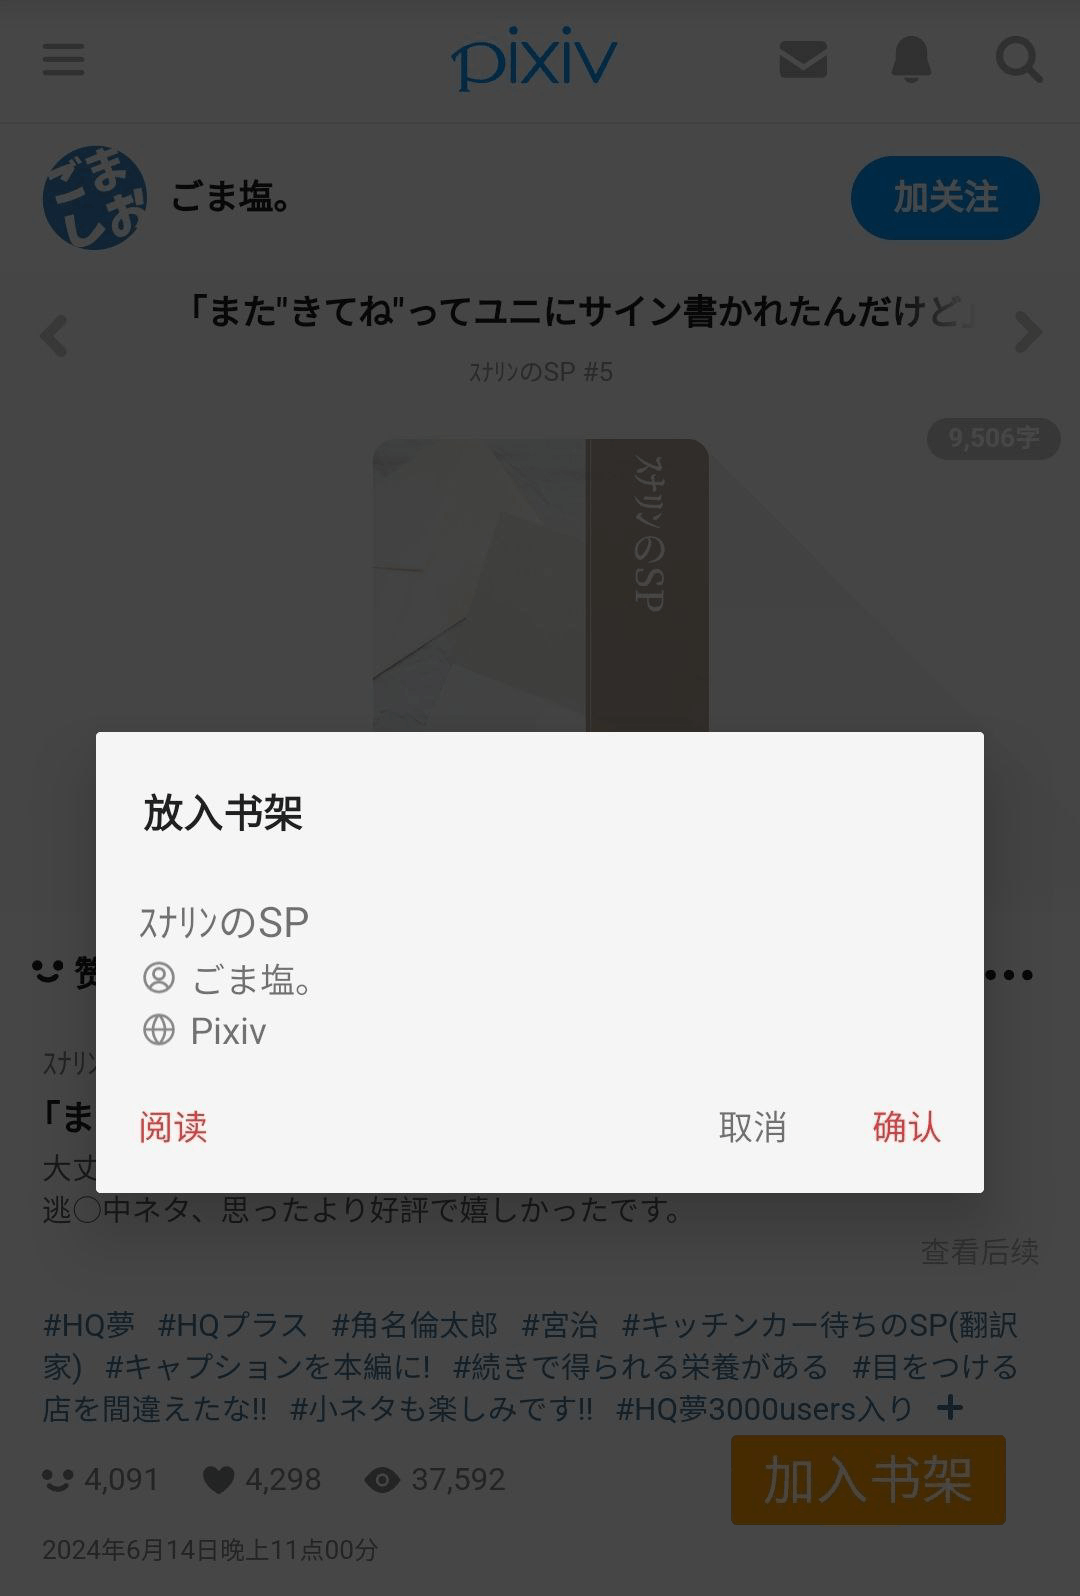 pixiv
ごましお
ごま塩。
加关注
「また"きてね"ってユニにサイン書かれたんだけど」
ｽﾅﾘﾝのSP #5
9,506字
ｽﾅﾘﾝのSP
放入书架
ｽﾅﾘﾝのSP
ごま塩。
Pixiv
阅读 取消 确认
赞
ｽﾅﾘﾝ
「ま
大丈
逃〇中ネタ、思ったより好評で嬉しかったです。
查看后续
#HQ夢 #HQプラス #角名倫太郎 #宮治 #キッチンカー待ちのSP(翻訳
家) #キャプションを本編に! #続きで得られる栄養がある #目をつける
店を間違えたな!! #小ネタも楽しみです!! #HQ夢3000users入り +
4,091 4,298 37,592
加入书架
2024年6月14日晚上11点00分